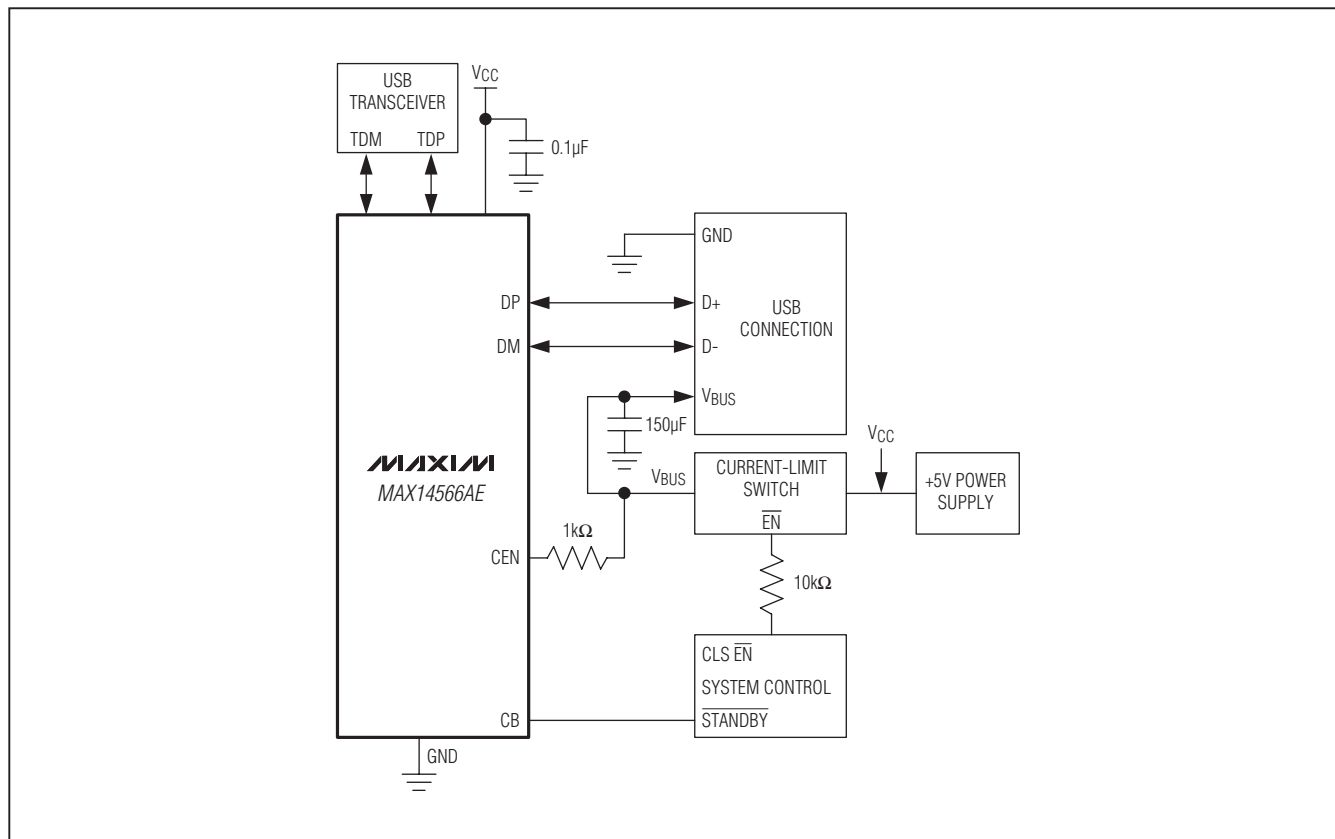 USB
TRANSCEIVER
TDM TDP
VCC
0.1µF
GND
DP
D+
USB
CONNECTION
DM
D-
VBUS
150µF
MAXIM
MAX14566AE
VBUS
CURRENT-LIMIT
SWITCH
EN
VCC
+5V POWER
SUPPLY
1kΩ
CEN
10kΩ
CLS EN
SYSTEM CONTROL
STANDBY
CB
GND